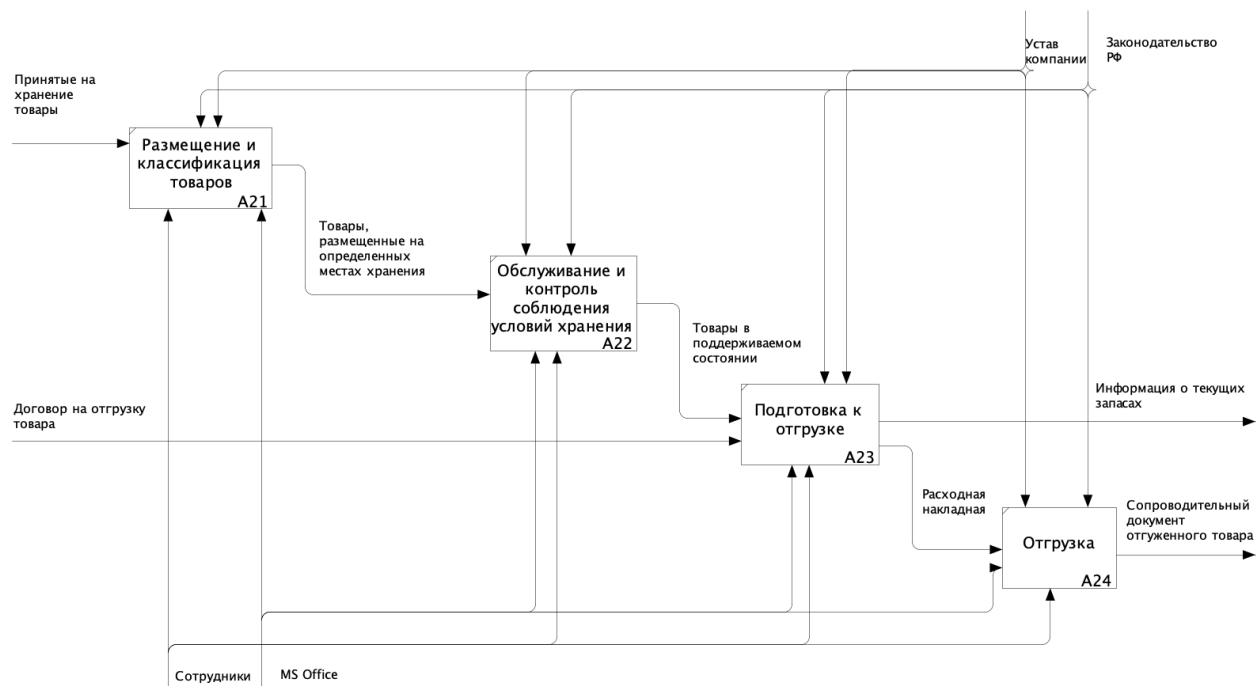 Устав
компании
Законодательство
РФ
Принятые на
хранение
товары
Размещение и
классификация
товаров
A21
Товары,
размещенные на
определенных
местах хранения
Обслуживание и
контроль
соблюдения
условий хранения
A22
Товары в
поддерживаемом
состоянии
Договор на отгрузку
товара
Подготовка к
отгрузке
A23
Информация о текущих
запасах
Расходная
накладная
Сопроводительный
документ
отгуженного товара
Отгрузка
A24
Сотрудники
MS Office